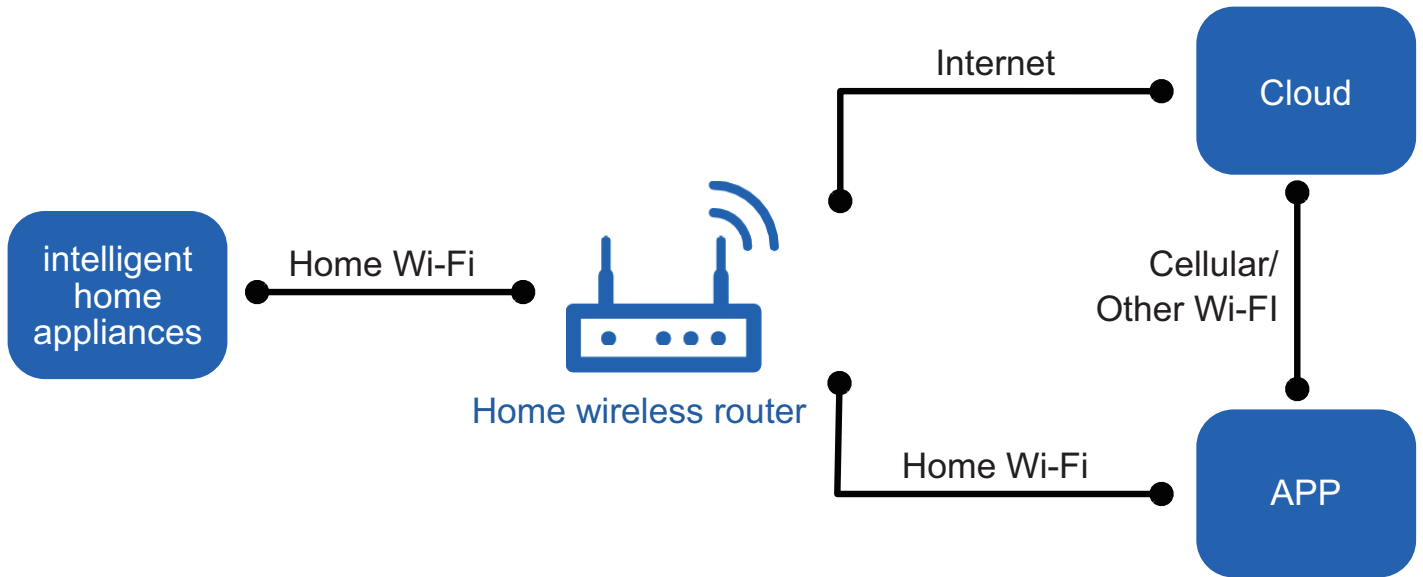 Internet
Cloud
intelligent
home
appliances
Home Wi-Fi
Cellular/
Other Wi-FI
Home wireless router
Home Wi-Fi
APP